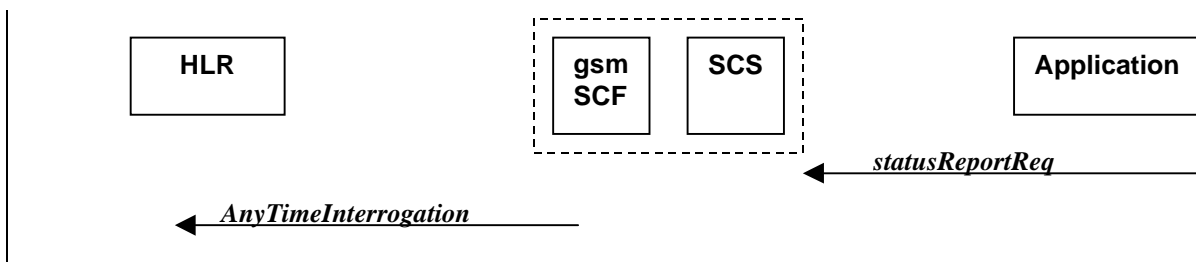 HLR
gsm
SCF
SCS
Application
statusReportReq
AnyTimeInterrogation